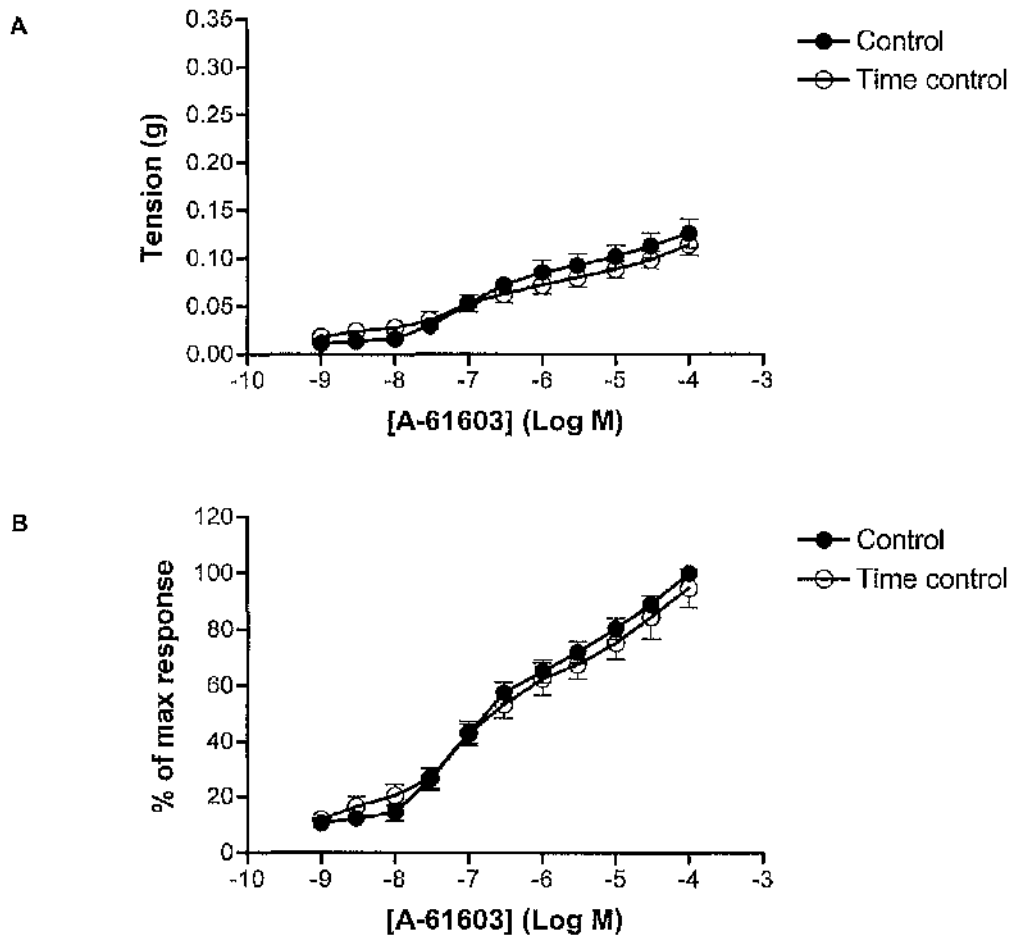 A
0.35
0.30
0.25
0.20
0.15
0.10
0.05
0.00
Tension (g)
-10 -9 -8 -7 -6 -5 -4 -3
[A-61603] (Log M)
Control
Time control
B
120
100
80
60
40
20
0
% of max response
-10 -9 -8 -7 -6 -5 -4 -3
[A-61603] (Log M)
Control
Time control